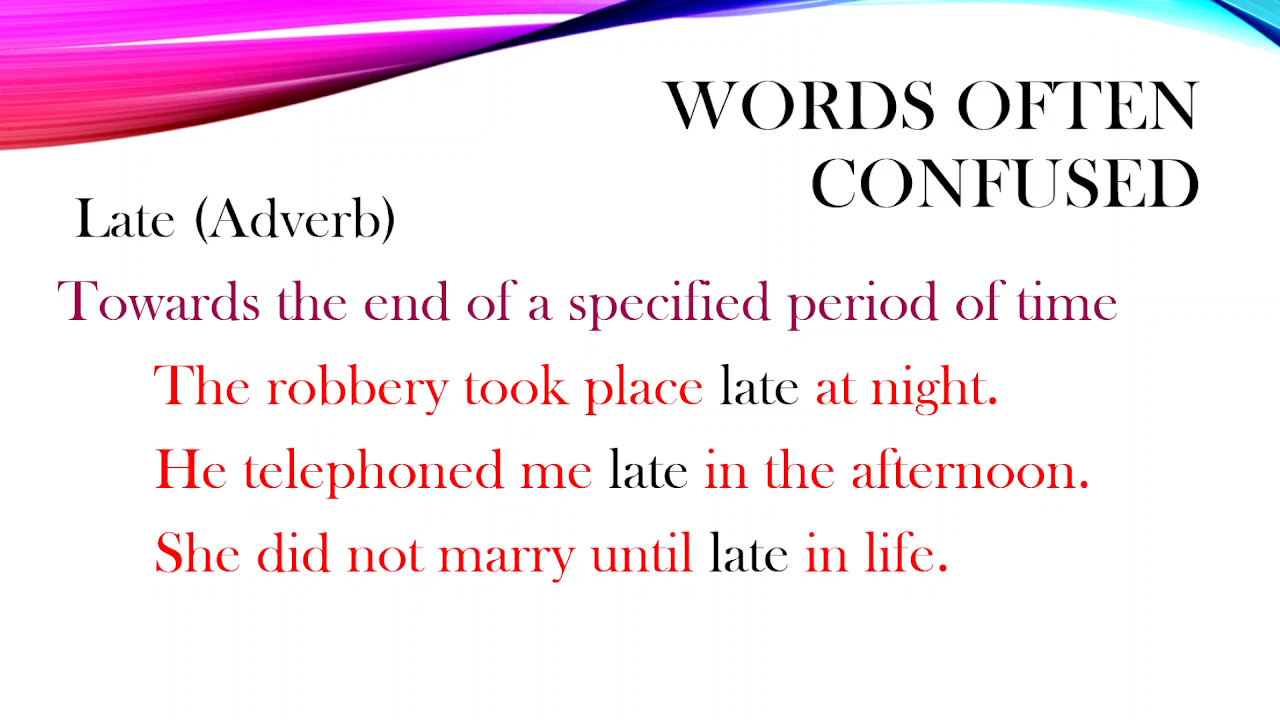 WORDS OFTEN
CONFUSED
Late (Adverb)
Towards the end of a specified period of time
The robbery took place late at night.
He telephoned me late in the afternoon.
She did not marry until late in life.